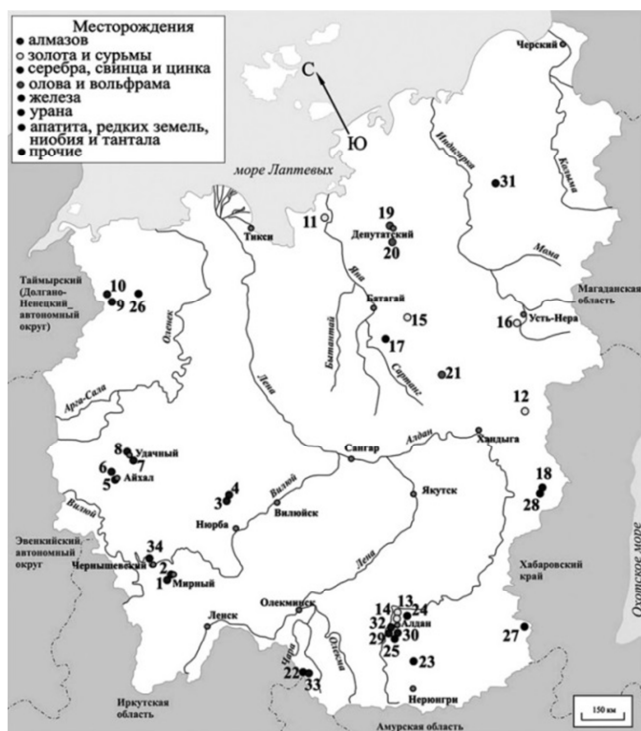 Месторождения
алмазов
золота и сурьмы
серебра, свинца и цинка
олова и вольфрама
железа
урана
апатита, редких земель,
ниобия и тантала
прочие
С
Ю
Черский
море Лаптевых
Индигирка
Колыма
31
11
19
Депутатский
20
Тикси
Яна
Мома
Таймырский
(Долгано-
Ненецкий
автономный
округ)
10
9
26
Оленек
Батагай
15
17
Бытантай
Сартанг
16
Усть-Нера
Магаданская
область
21
12
Лена
Арга-Сала
Алдан
Хандыга
Сангар
8
Удачный
7
6
5
Айхал
4
3
Вилюй
Вилюйск
Якутск
18
28
Вилюй
Нюрба
Эвенкийский
автономный
округ
34
Чернышевский
2
1
Мирный
Лена
Хабаровский
край
Охотское море
Ленск
Олекминск
13
14
24
32
Алдан
29
30
25
27
Чара
Олекма
22
33
23
Нерюнгри
Иркутская
область
Амурская область
150 км